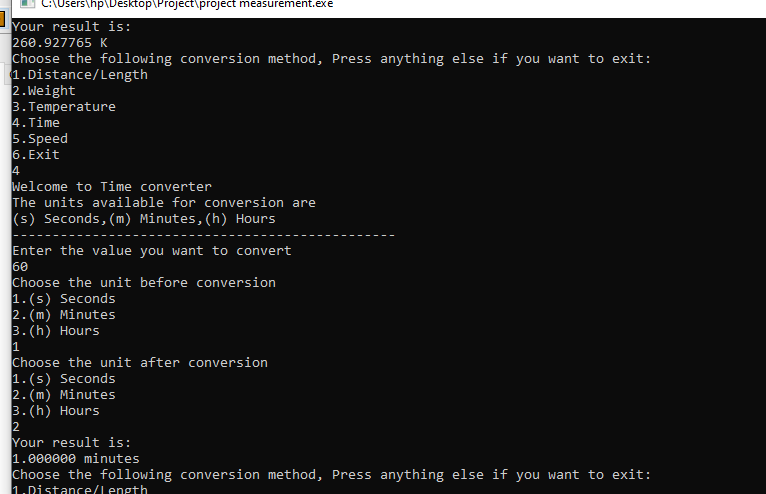 C:\Users\hp\Desktop\Project\project measurement.exe
Your result is:
260.927765 K
Choose the following conversion method, Press anything else if you want to exit:
1.Distance/Length
2.Weight
3.Temperature
4.Time
5.Speed
6.Exit
4
Welcome to Time converter
The units available for conversion are
(s) Seconds,(m) Minutes,(h) Hours
------------------------------------------------
Enter the value you want to convert
60
Choose the unit before conversion
1.(s) Seconds
2.(m) Minutes
3.(h) Hours
1
Choose the unit after conversion
1.(s) Seconds
2.(m) Minutes
3.(h) Hours
2
Your result is:
1.000000 minutes
Choose the following conversion method, Press anything else if you want to exit:
1.Distance/Length